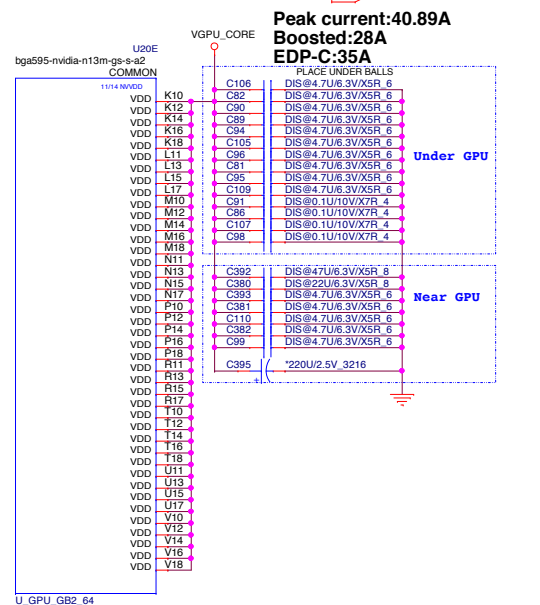 Peak current:40.89A
Boosted:28A
EDP-C:35A
VGPU_CORE
U20E
bga595-nvidia-n13m-gs-s-a2
COMMON
11/14 NVVDD
PLACE UNDER BALLS
VDD K10
VDD K12
VDD K14
VDD K16
VDD K18
VDD L11
VDD L13
VDD L15
VDD L17
VDD M10
VDD M12
VDD M14
VDD M16
VDD M18
VDD N11
VDD N13
VDD N15
VDD N17
VDD P10
VDD P12
VDD P14
VDD P16
VDD P18
VDD R11
VDD R13
VDD R15
VDD R17
VDD T10
VDD T12
VDD T14
VDD T16
VDD T18
VDD U11
VDD U13
VDD U15
VDD U17
VDD V10
VDD V12
VDD V14
VDD V16
VDD V18
U_GPU_GB2_64
C106 DIS@4.7U/6.3V/X5R_6
C82 DIS@4.7U/6.3V/X5R_6
C90 DIS@4.7U/6.3V/X5R_6
C89 DIS@4.7U/6.3V/X5R_6
C94 DIS@4.7U/6.3V/X5R_6
C105 DIS@4.7U/6.3V/X5R_6
C96 DIS@4.7U/6.3V/X5R_6
C81 DIS@4.7U/6.3V/X5R_6
C95 DIS@4.7U/6.3V/X5R_6
C109 DIS@4.7U/6.3V/X5R_6
C91 DIS@0.1U/10V/X7R_4
C86 DIS@0.1U/10V/X7R_4
C107 DIS@0.1U/10V/X7R_4
C98 DIS@0.1U/10V/X7R_4
Under GPU
C392 DIS@47U/6.3V/X5R_8
C380 DIS@22U/6.3V/X5R_8
C393 DIS@4.7U/6.3V/X5R_6
C381 DIS@4.7U/6.3V/X5R_6
C110 DIS@4.7U/6.3V/X5R_6
C382 DIS@4.7U/6.3V/X5R_6
C99 DIS@4.7U/6.3V/X5R_6
Near GPU
C395 *220U/2.5V_3216
+